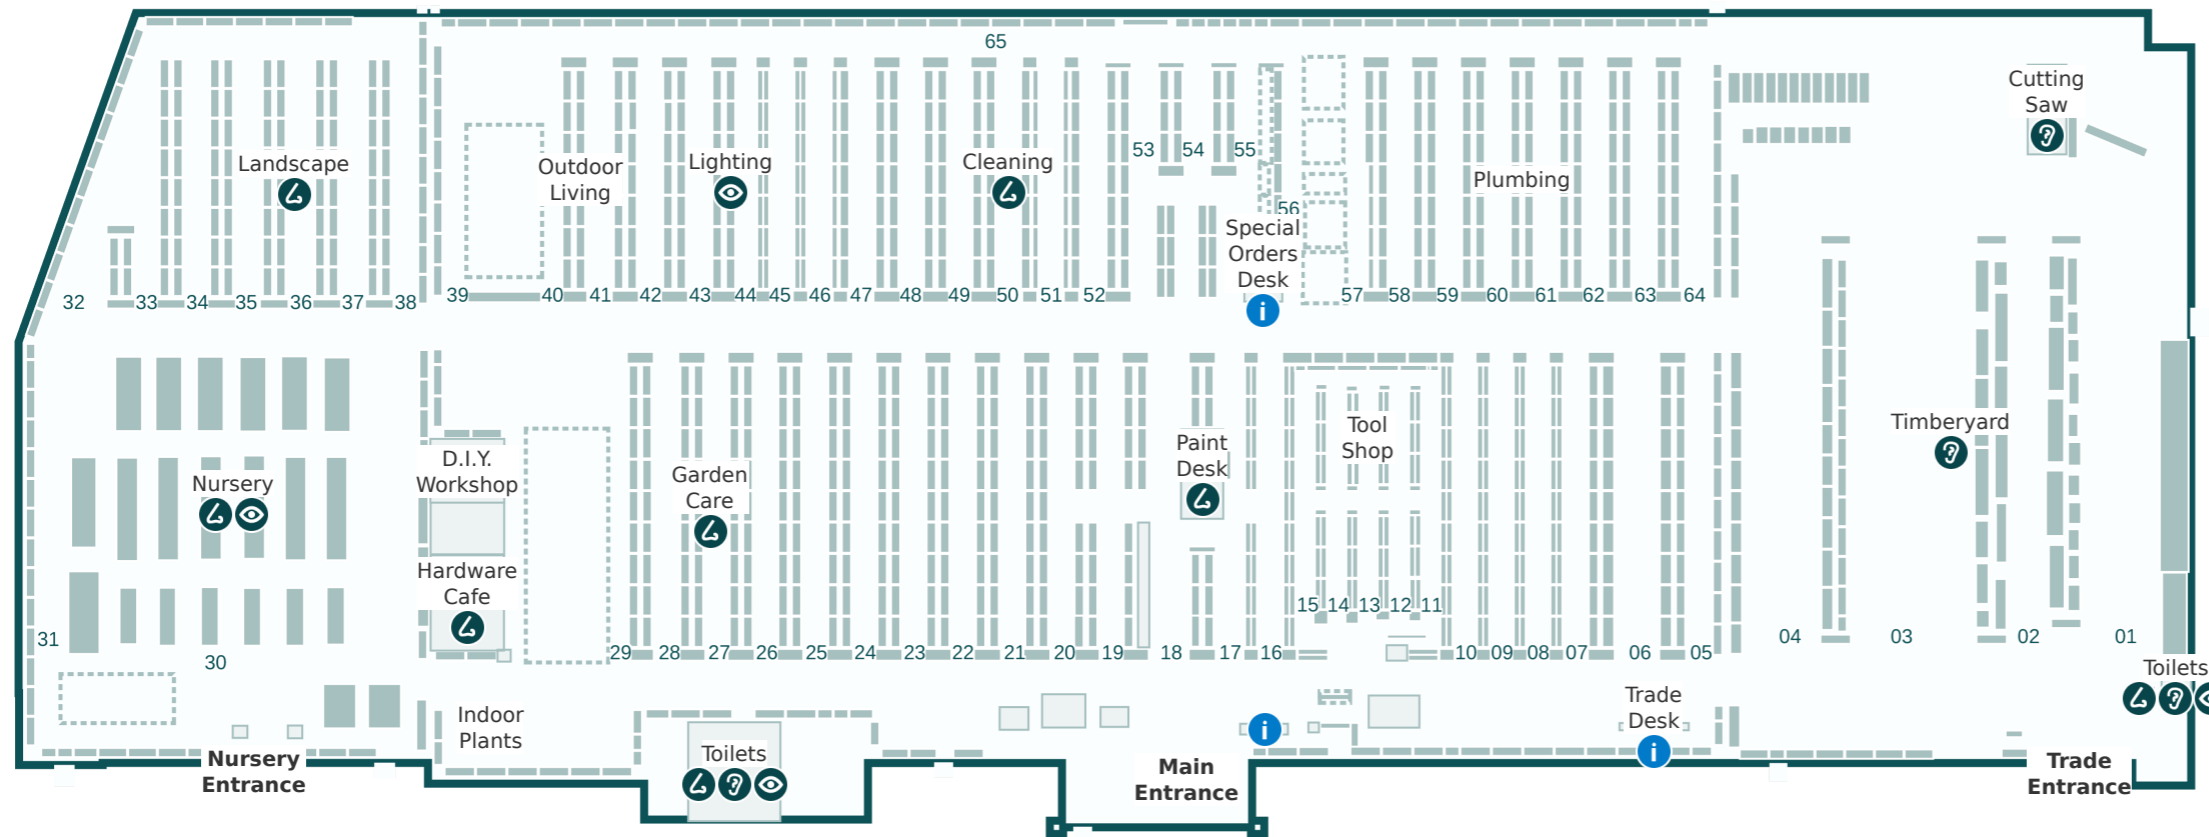 65
Cutting
Saw
Landscape
Outdoor
Living
Lighting
Cleaning
53
54
55
Plumbing
56
Special
Orders
Desk
i
32
33
34
35
36
37
38
39
40
41
42
43
44
45
46
47
48
49
50
51
52
57
58
59
60
61
62
63
64
Nursery
D.I.Y.
Workshop
Garden
Care
Paint
Desk
Tool
Shop
Timberyard
Hardware
Cafe
15
14
13
12
11
31
30
29
28
27
26
25
24
23
22
21
20
19
18
17
16
10
09
08
07
06
05
04
03
02
01
Toilets
Indoor
Plants
Trade
Desk
i
i
Nursery
Entrance
Toilets
Main
Entrance
Trade
Entrance